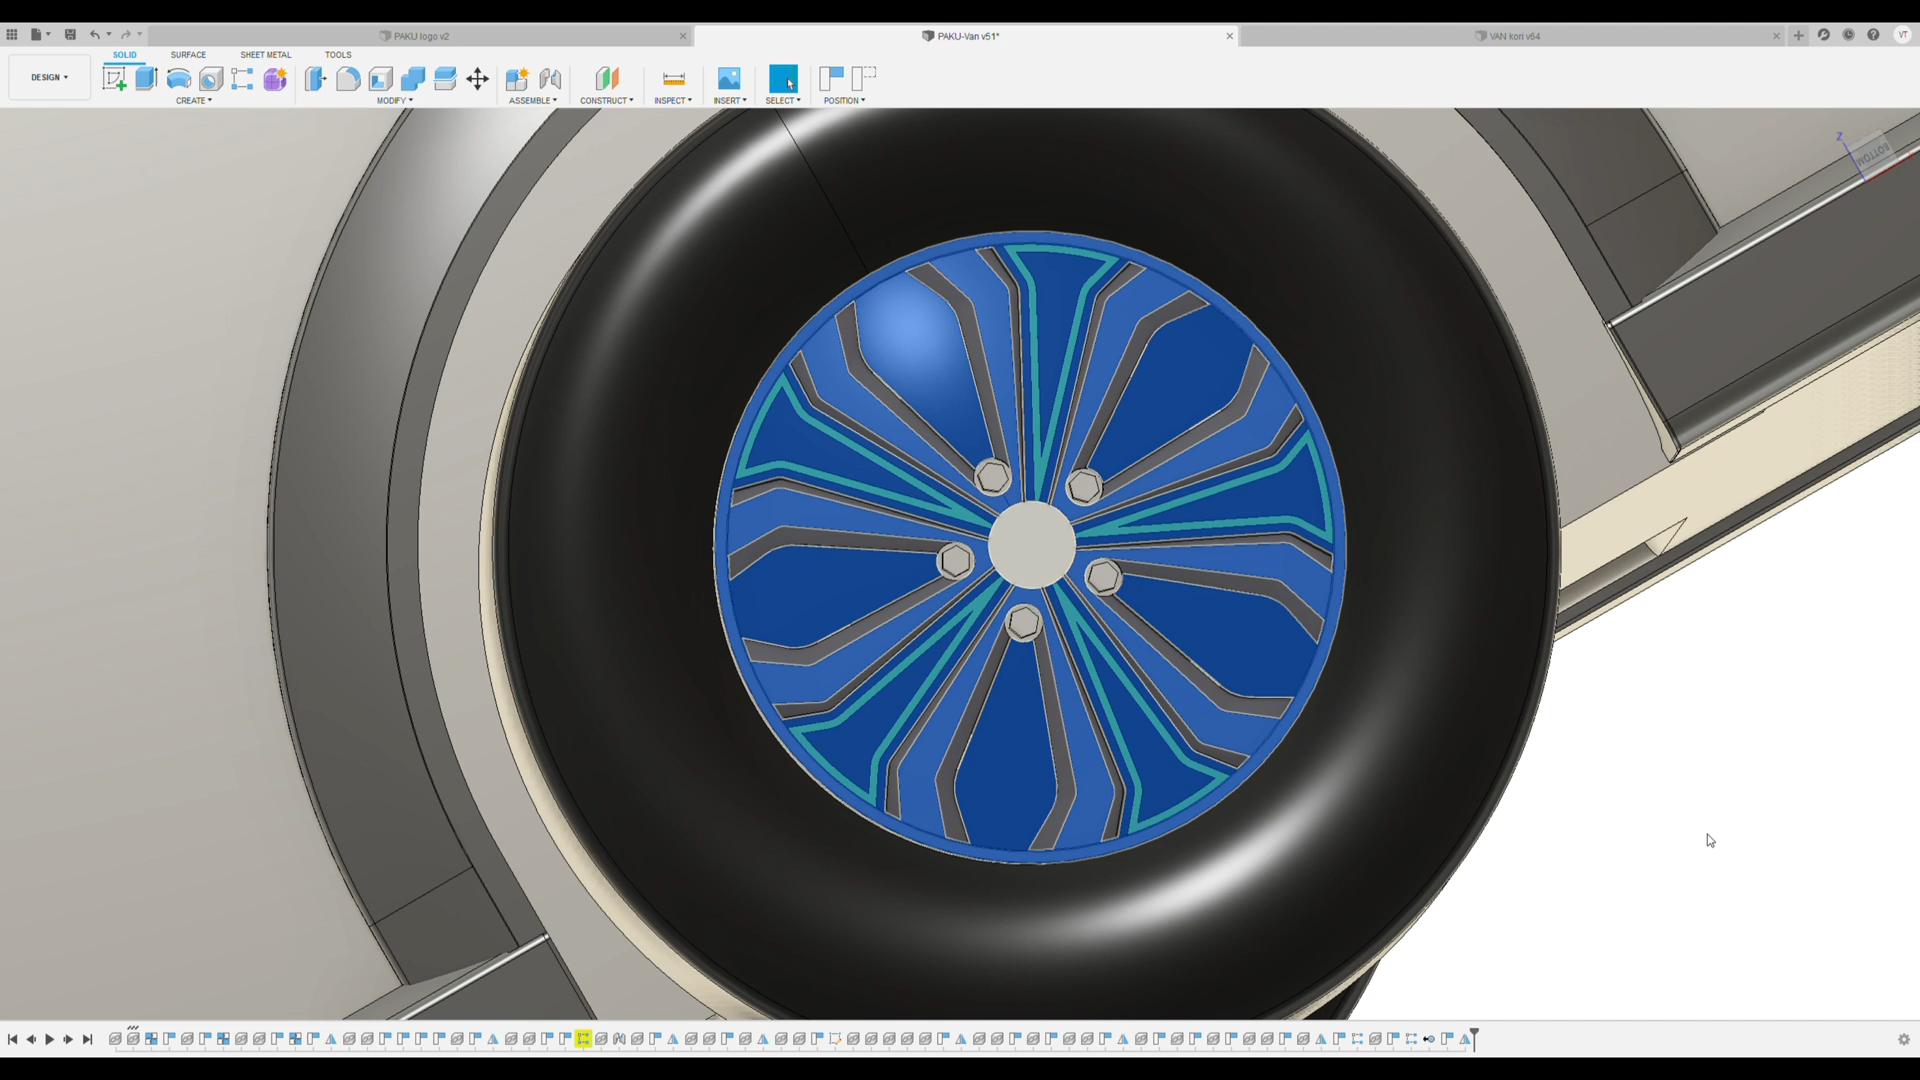 PAKU logo v2
PAKU-Van v51*
VAN kori v64
VT
DESIGN
SOLID
SURFACE
SHEET METAL
TOOLS
CREATE
MODIFY
ASSEMBLE
CONSTRUCT
INSPECT
INSERT
SELECT
POSITION
Z
BOTTOM